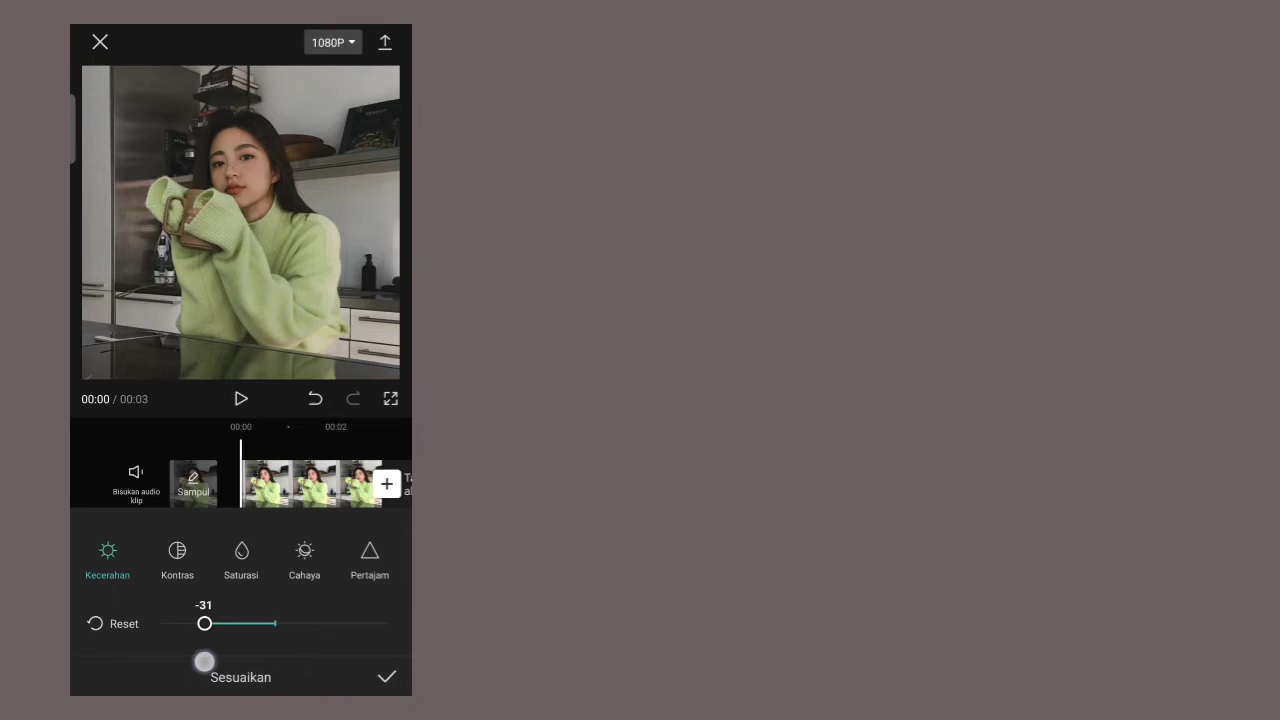 1080P
00:00 / 00:03
00:00
00:02
Bisukan audio
klip
Sampul
Kecerahan
Kontras
Saturasi
Cahaya
Pertajam
-31
Reset
Sesuaikan